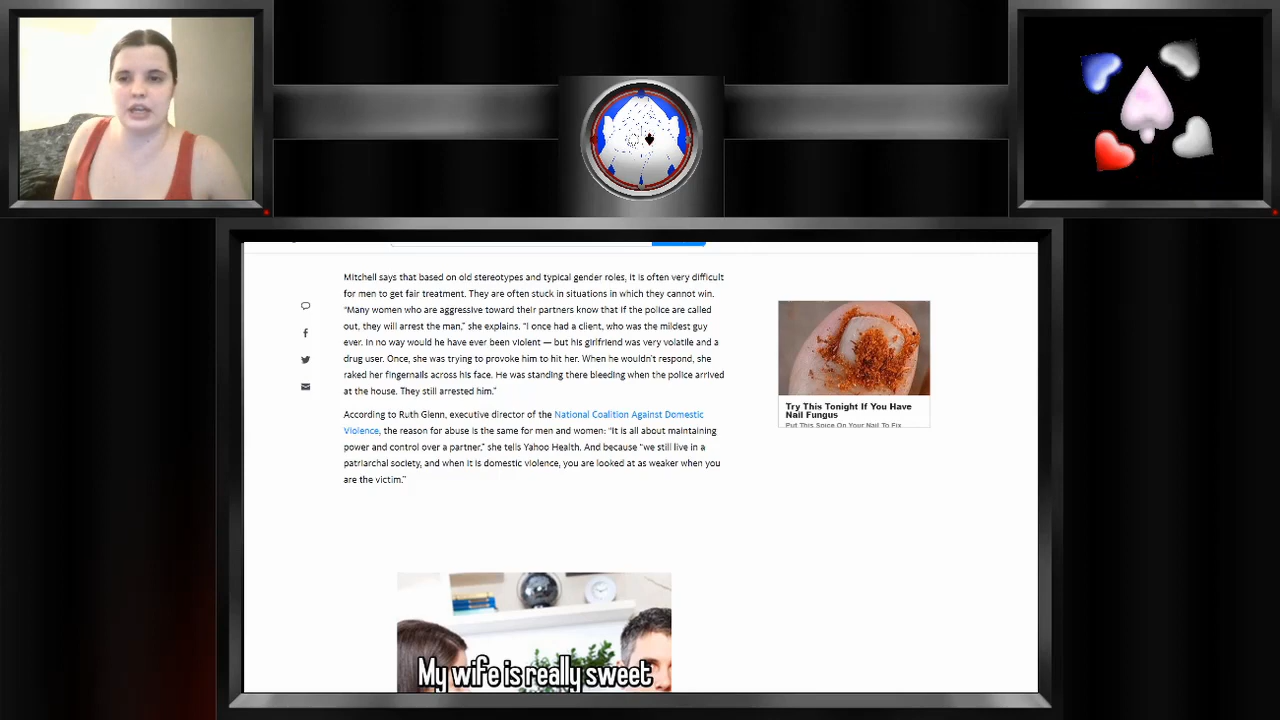 Mitchell says that based on old stereotypes and typical gender roles, it is often very difficult
for men to get fair treatment. They are often stuck in situations in which they cannot win.
"Many women who are aggressive toward their partners know that if the police are called
out, they will arrest the man," she explains. "I once had a client, who was the mildest guy
ever. In no way would he have ever been violent — but his girlfriend was very volatile and a
drug user. Once, she was trying to provoke him to hit her. When he wouldn't respond, she
raked her fingernails across his face. He was standing there bleeding when the police arrived
at the house. They still arrested him."
According to Ruth Glenn, executive director of the National Coalition Against Domestic
Violence, the reason for abuse is the same for men and women: "It is all about maintaining
power and control over a partner," she tells Yahoo Health. And because "we still live in a
patriarchal society, and when it is domestic violence, you are looked at as weaker when you
are the victim."
Try This Tonight If You Have
Nail Fungus
Put This Spice On Your Nail To Fix
My wife is really sweet